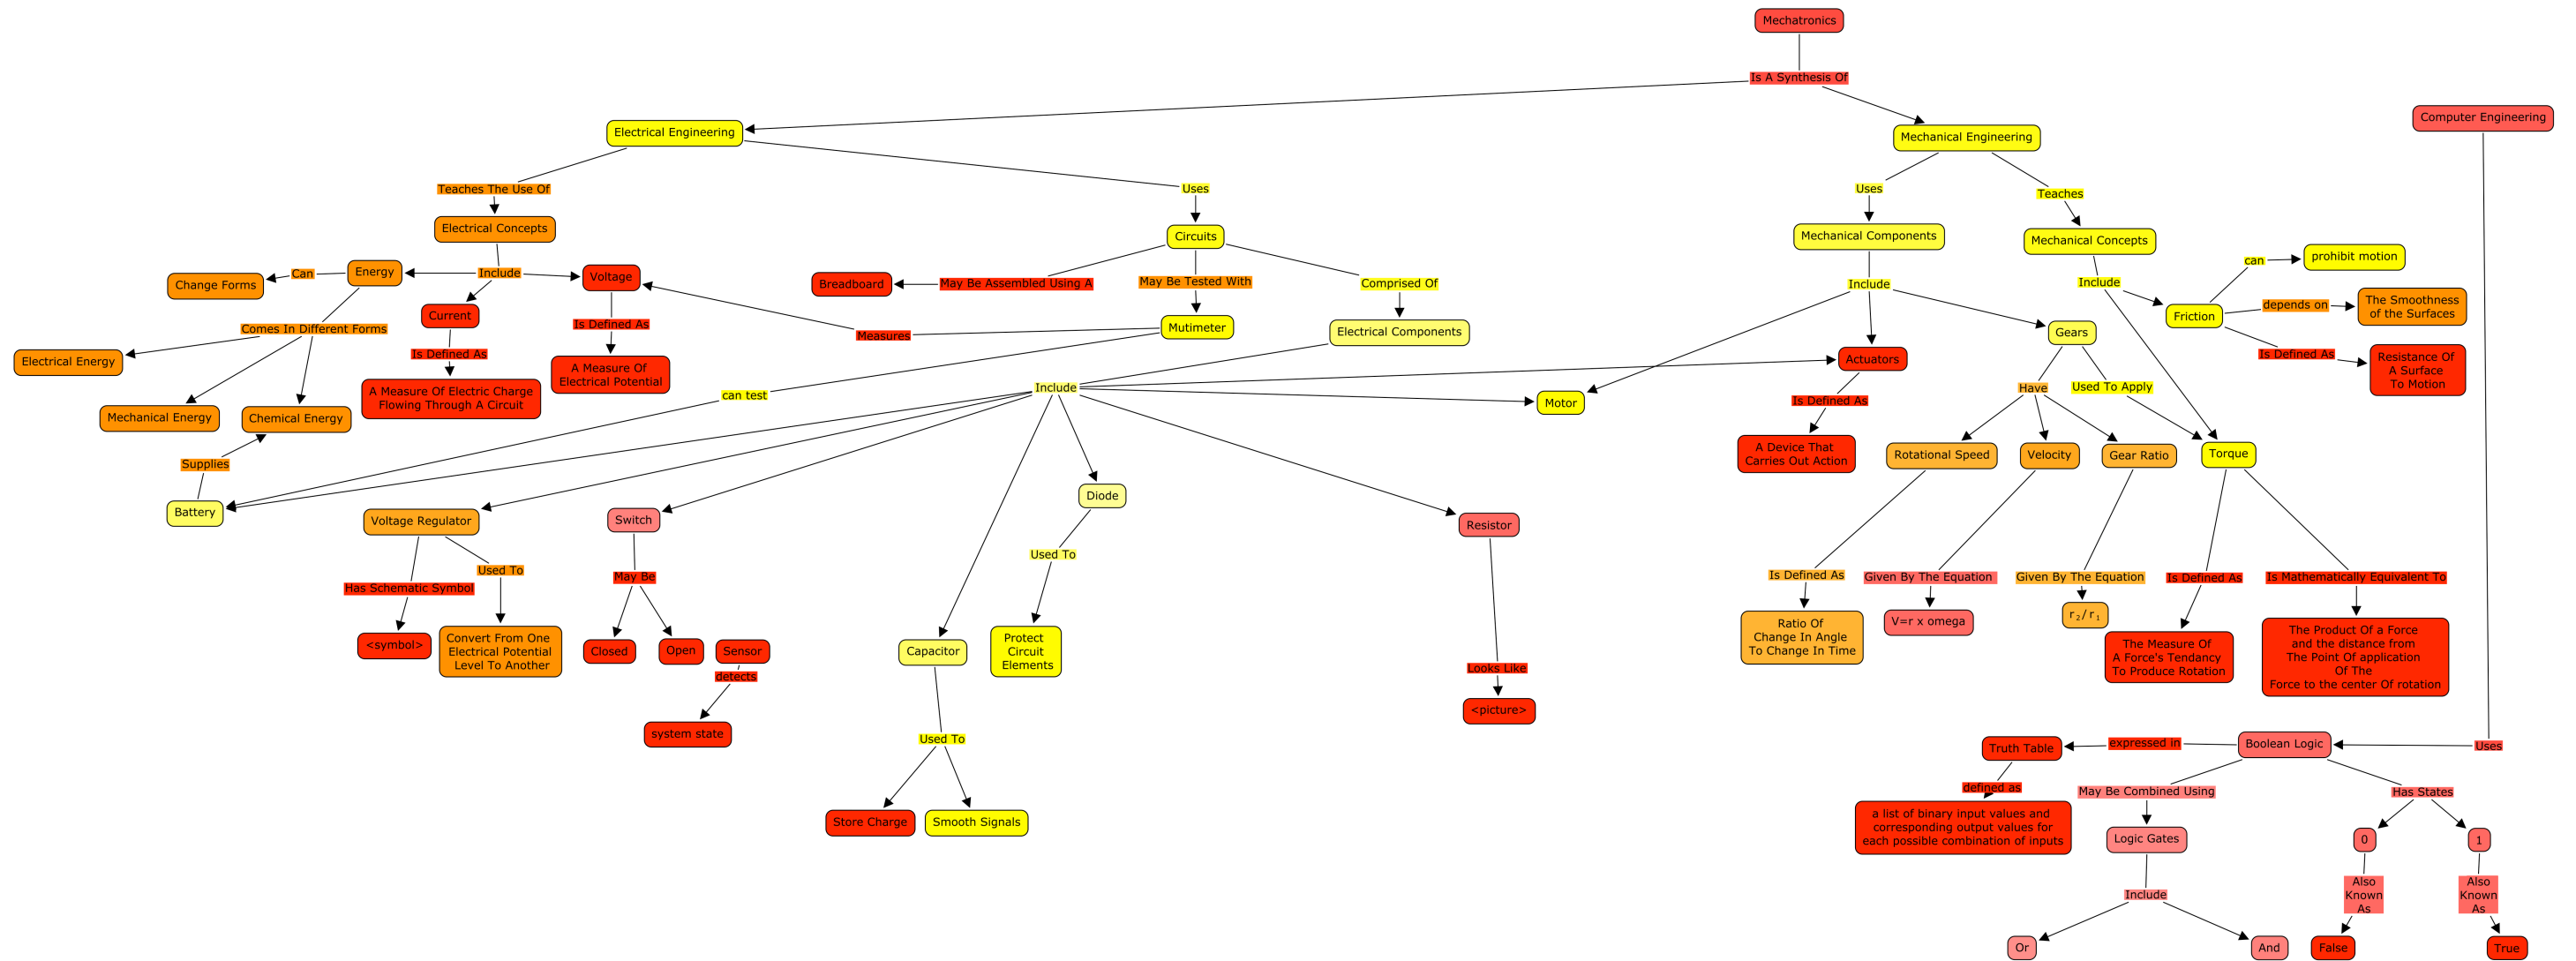 Mechatronics
Is A Synthesis Of
Computer Engineering
Electrical Engineering
Mechanical Engineering
Teaches The Use Of
Uses
Uses
Teaches
Electrical Concepts
Circuits
Mechanical Components
Mechanical Concepts
can
prohibit motion
Change Forms
Can
Energy
Include
Voltage
Breadboard
May Be Assembled Using A
May Be Tested With
Comprised Of
Include
Include
depends on
The Smoothness
of the Surfaces
Current
Is Defined As
Friction
Comes In Different Forms
Measures
Mutimeter
Electrical Components
Gears
Electrical Energy
Is Defined As
A Measure Of
Electrical Potential
Actuators
Is Defined As
Resistance Of
A Surface
To Motion
A Measure Of Electric Charge
Flowing Through A Circuit
can test
Include
Motor
Is Defined As
Have
Used To Apply
Mechanical Energy
Chemical Energy
A Device That
Carries Out Action
Rotational Speed
Velocity
Gear Ratio
Torque
Supplies
Battery
Voltage Regulator
Switch
Diode
Resistor
Used To
Has Schematic Symbol
Used To
May Be
Is Defined As
Given By The Equation
Given By The Equation
Is Defined As
Is Mathematically Equivalent To
<symbol>
Convert From One
Electrical Potential
Level To Another
Closed
Open
Sensor
Capacitor
Protect
Circuit
Elements
Ratio Of
Change In Angle
To Change In Time
V=r x omega
r₂/r₁
The Measure Of
A Force's Tendancy
To Produce Rotation
The Product Of a Force
and the distance from
The Point Of application
Of The
Force to the center Of rotation
detects
Looks Like
system state
<picture>
Used To
Truth Table
expressed in
Boolean Logic
Uses
defined as
May Be Combined Using
Has States
Store Charge
Smooth Signals
a list of binary input values and
corresponding output values for
each possible combination of inputs
Logic Gates
0
1
Include
Also
Known
As
Also
Known
As
Or
And
False
True